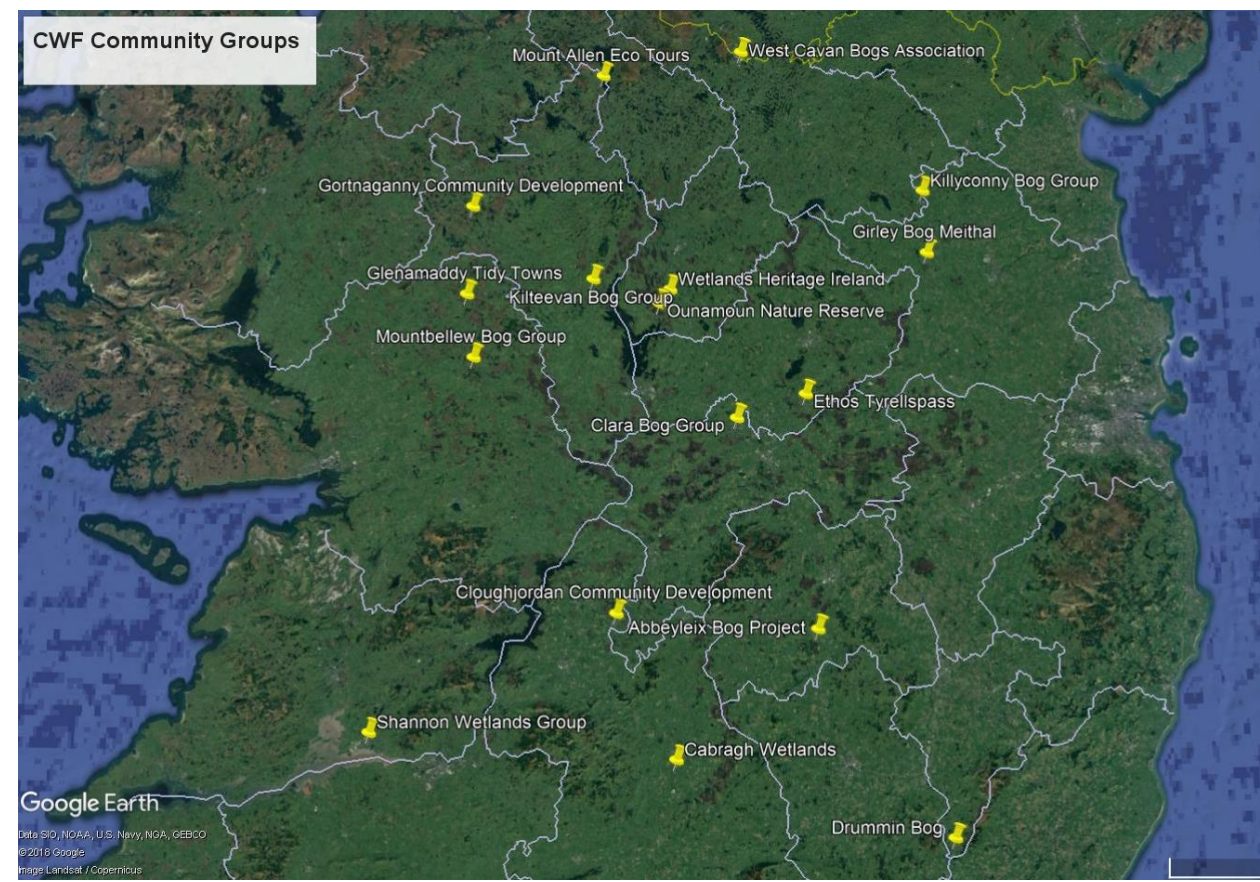 CWF Community Groups
West Cavan Bogs Association
Mount Allen Eco Tours
Killyconny Bog Group
Gortnaganny Community Development
Girley Bog Meithal
Glenamaddy Tidy Towns
Wetlands Heritage Ireland
Kilteevan Bog Group
Ounamoun Nature Reserve
Mountbellew Bog Group
Ethos Tyrellspass
Clara Bog Group
Cloughjordan Community Development
Abbeyleix Bog Project
Shannon Wetlands Group
Cabragh Wetlands
Drummin Bog
Google Earth
Data SIO, NOAA, U.S. Navy, NGA, GEBCO
©2018 Google
Image Landsat / Copernicus